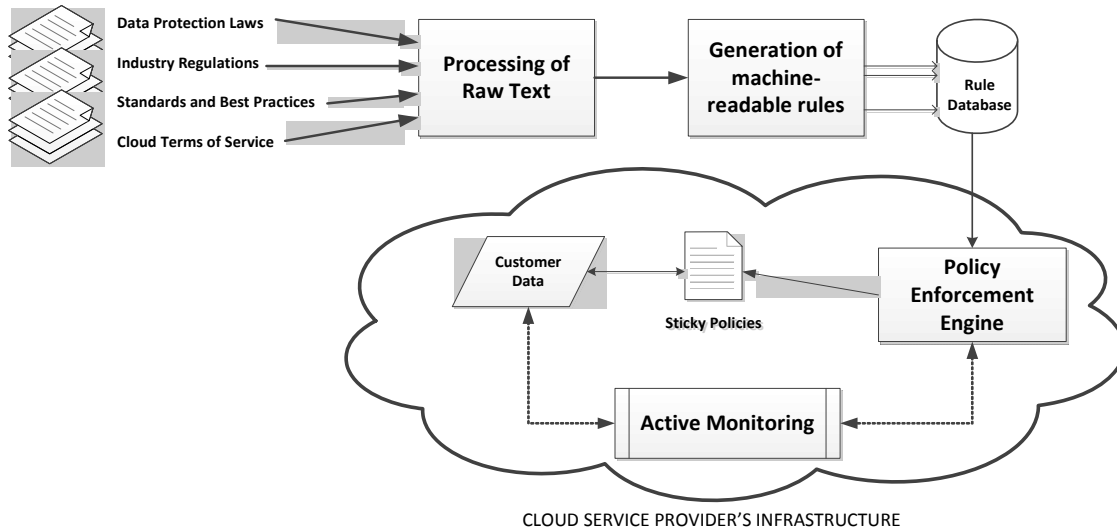 Data Protection Laws
Industry Regulations
Standards and Best Practices
Cloud Terms of Service
Processing of
Raw Text
Generation of
machine-
readable rules
Rule
Database
Customer
Data
Sticky Policies
Policy
Enforcement
Engine
Active Monitoring
CLOUD SERVICE PROVIDER'S INFRASTRUCTURE